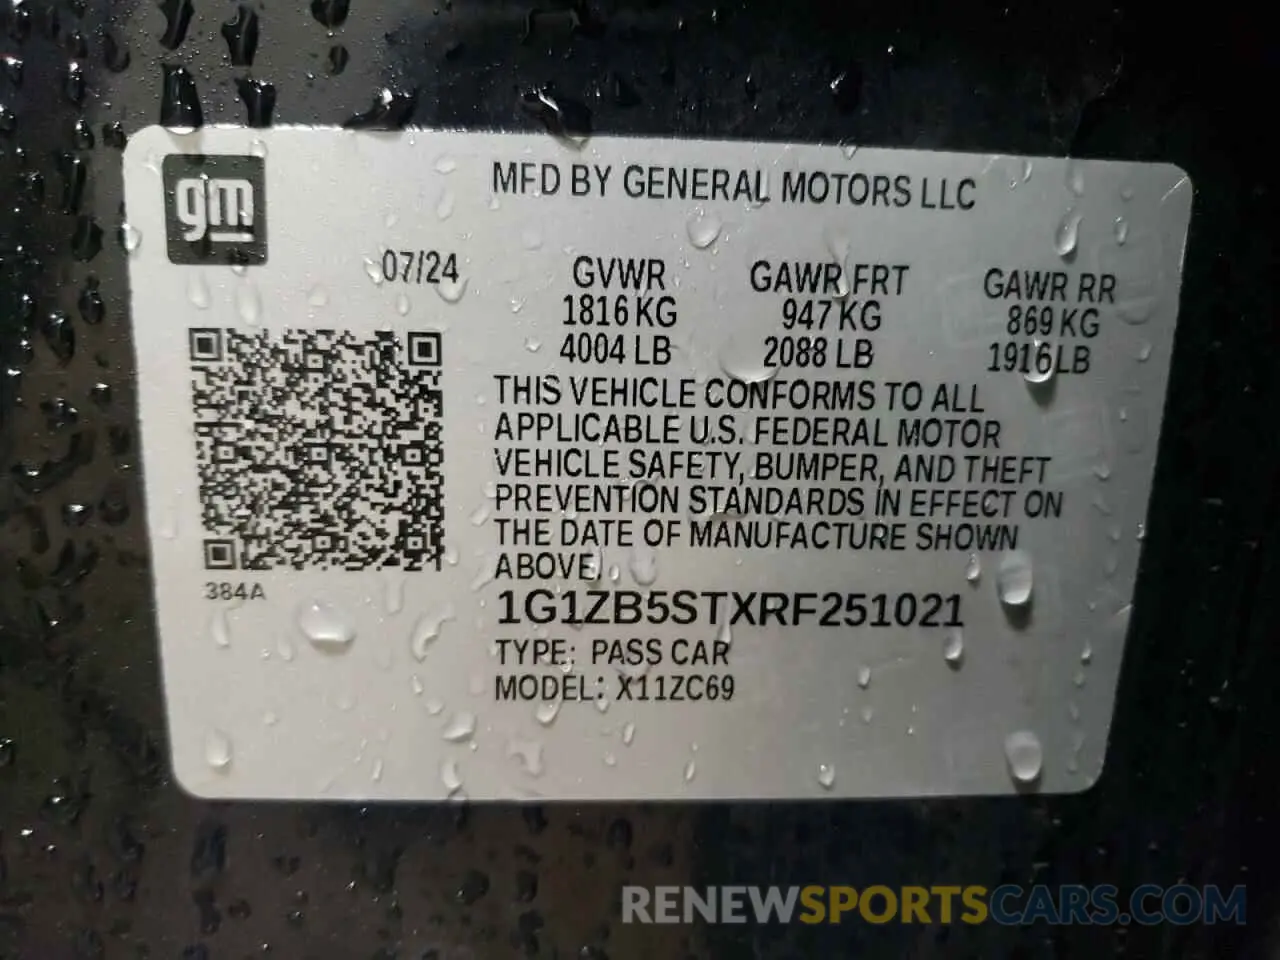 gm
MFD BY GENERAL MOTORS LLC
07/24
GVWR GAWR FRT GAWR RR
1816 KG 947 KG 869 KG
4004 LB 2088 LB 1916 LB
THIS VEHICLE CONFORMS TO ALL
APPLICABLE U.S. FEDERAL MOTOR
VEHICLE SAFETY, BUMPER, AND THEFT
PREVENTION STANDARDS IN EFFECT ON
THE DATE OF MANUFACTURE SHOWN
ABOVE.
384A
1G1ZB5STXRF251021
TYPE: PASS CAR
MODEL: X11ZC69
RENEWSPORTSCARS.COM